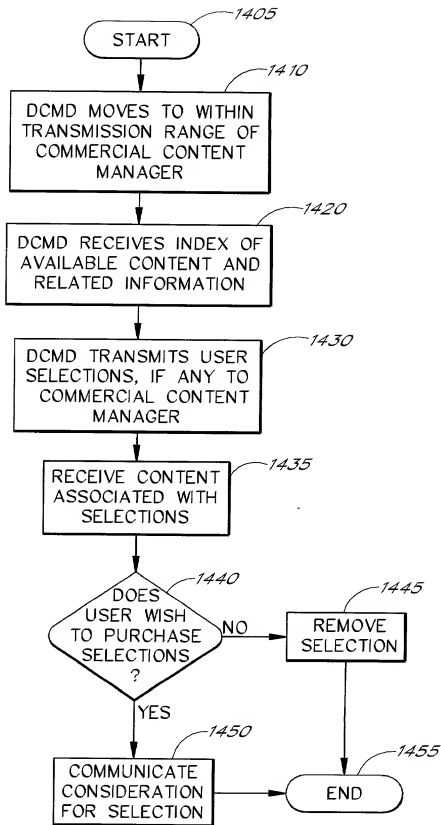 1405
START
1410
DCMD MOVES TO WITHIN
TRANSMISSION RANGE OF
COMMERCIAL CONTENT
MANAGER
1420
DCMD RECEIVES INDEX OF
AVAILABLE CONTENT AND
RELATED INFORMATION
1430
DCMD TRANSMITS USER
SELECTIONS, IF ANY TO
COMMERCIAL CONTENT
MANAGER
1435
RECEIVE CONTENT
ASSOCIATED WITH
SELECTIONS
1440
DOES
USER WISH
TO PURCHASE
SELECTIONS
?
NO
1445
REMOVE
SELECTION
YES
1450
COMMUNICATE
CONSIDERATION
FOR SELECTION
1455
END